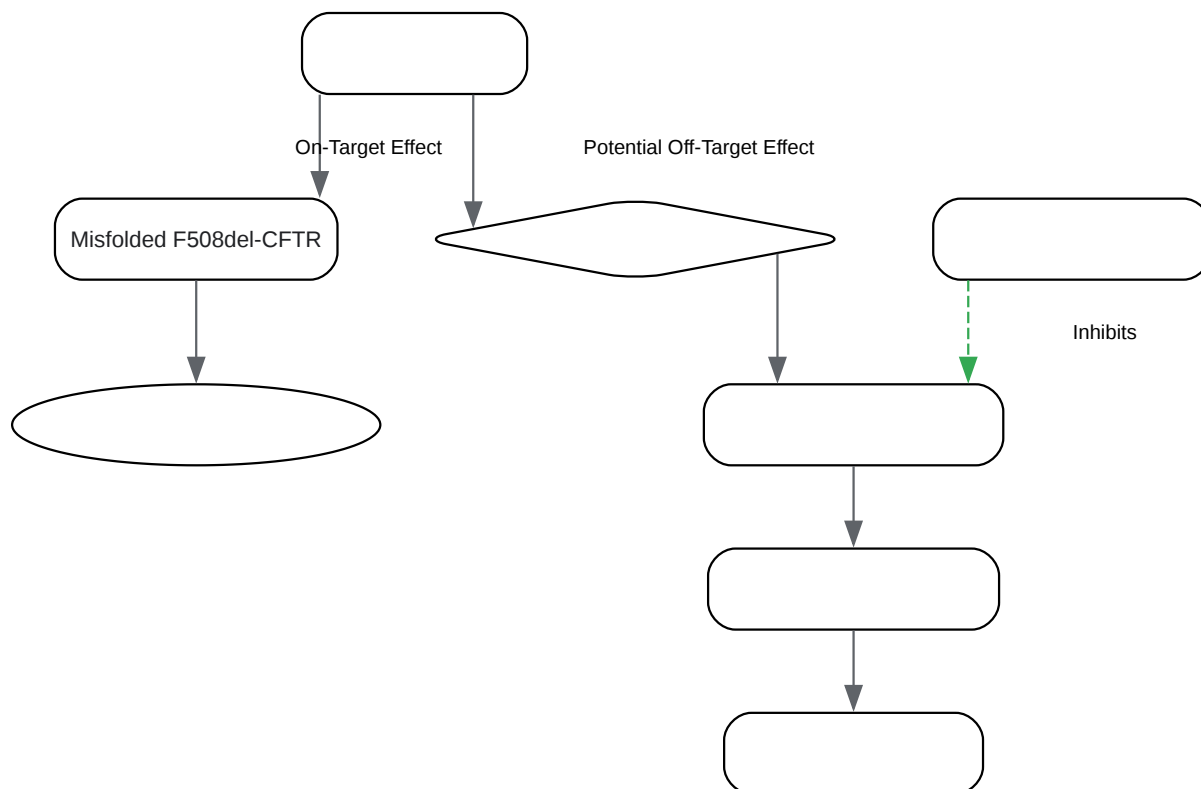 On-Target Effect
Potential Off-Target Effect
Misfolded F508del-CFTR
Inhibits